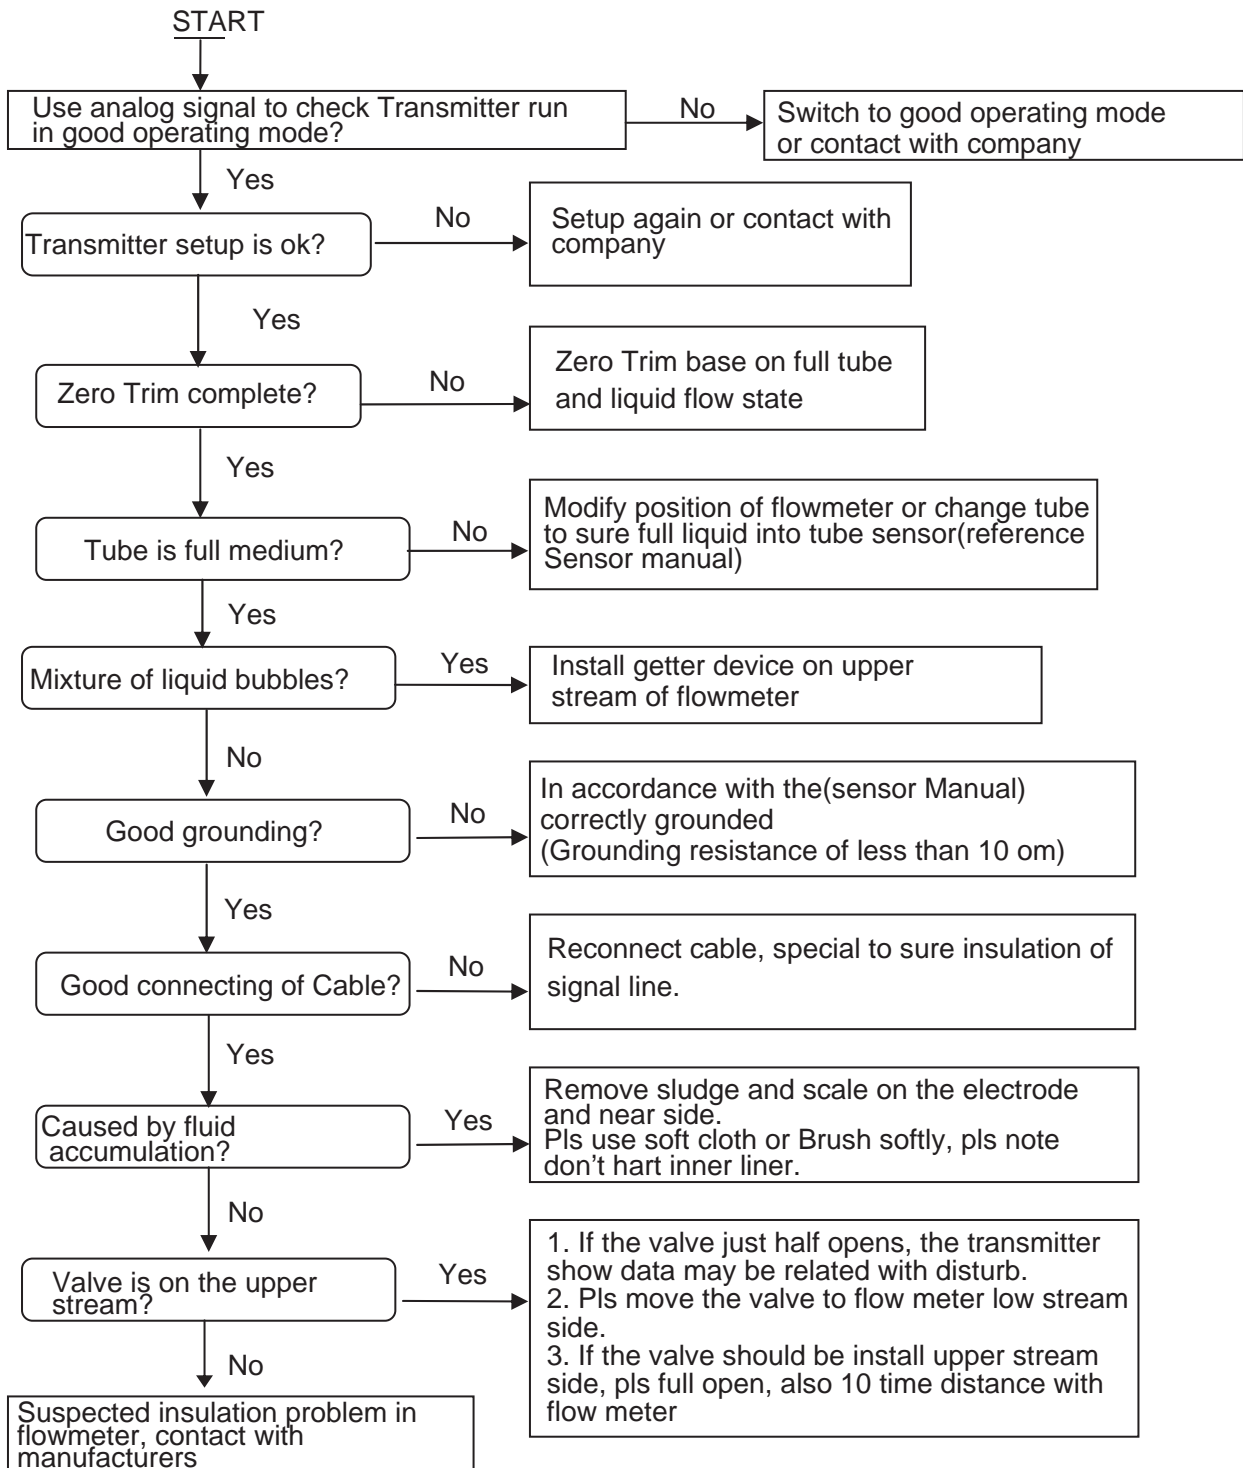 START
Use analog signal to check Transmitter run
in good operating mode?
No
Switch to good operating mode
or contact with company
Yes
Transmitter setup is ok?
No
Setup again or contact with
company
Yes
Zero Trim complete?
No
Zero Trim base on full tube
and liquid flow state
Yes
Tube is full medium?
No
Modify position of flowmeter or change tube
to sure full liquid into tube sensor(reference
Sensor manual)
Yes
Mixture of liquid bubbles?
Yes
Install getter device on upper
stream of flowmeter
No
Good grounding?
No
In accordance with the(sensor Manual)
correctly grounded
(Grounding resistance of less than 10 om)
Yes
Good connecting of Cable?
No
Reconnect cable, special to sure insulation of
signal line.
Yes
Caused by fluid
accumulation?
Yes
Remove sludge and scale on the electrode
and near side.
Pls use soft cloth or Brush softly, pls note
don’t hart inner liner.
No
Valve is on the upper
stream?
Yes
1. If the valve just half opens, the transmitter
show data may be related with disturb.
2. Pls move the valve to flow meter low stream
side.
3. If the valve should be install upper stream
side, pls full open, also 10 time distance with
flow meter
No
Suspected insulation problem in
flowmeter, contact with
manufacturers